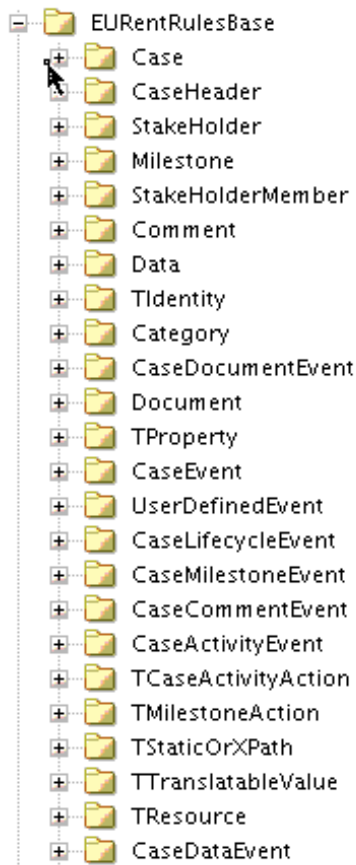 EURentRulesBase
Case
CaseHeader
StakeHolder
Milestone
StakeHolderMember
Comment
Data
TIdentity
Category
CaseDocumentEvent
Document
TProperty
CaseEvent
UserDefinedEvent
CaseLifecycleEvent
CaseMilestoneEvent
CaseCommentEvent
CaseActivityEvent
TCaseActivityAction
TMilestoneAction
TStaticOrXPath
TTranslatableValue
TResource
CaseDataEvent